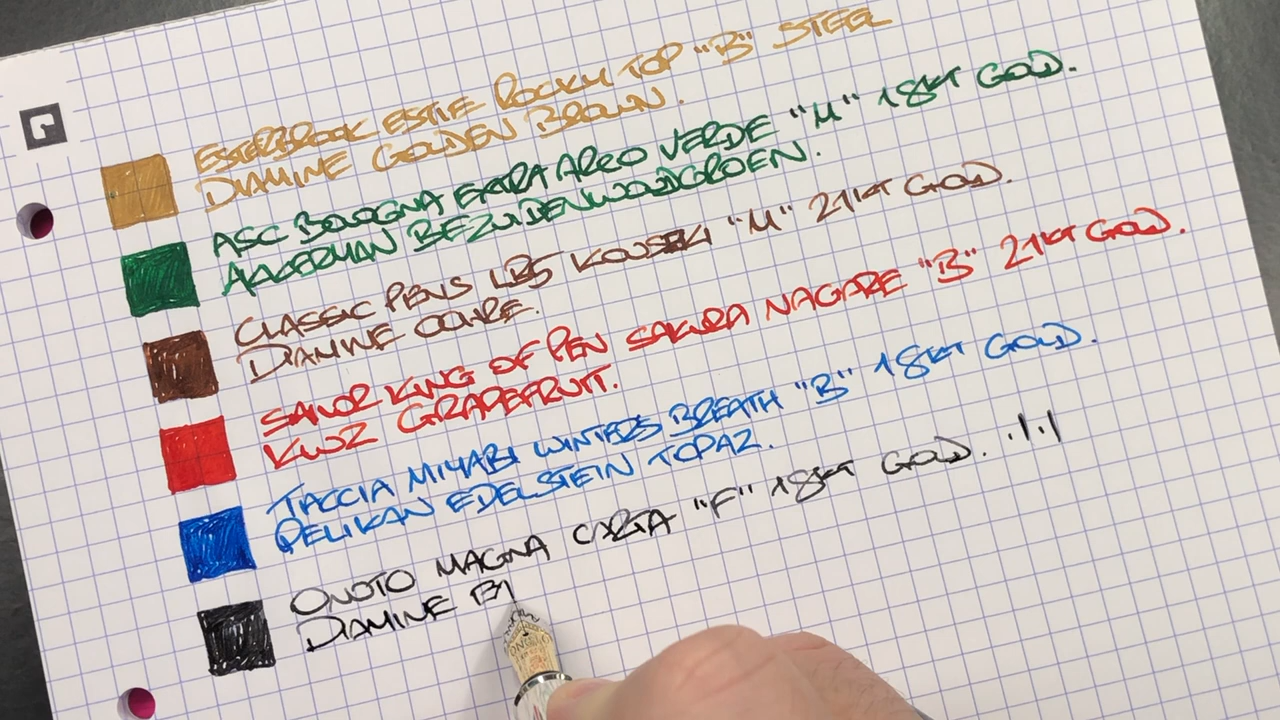 ESTERBROOK ESTIE ROCKY TOP "B" STEEL
DIAMINE GOLDEN BROWN.
ASC BOLOGNA EXTRA ARCO VERDE "M" 18KT GOLD.
AKKERMAN BEZUIDENWOUDGROEN.
CLASSIC PENS LB5 KOUSEKI "M" 21KT GOLD.
DIAMINE OCHRE.
SAILOR KING OF PEN SAKURA NAGARE "B" 21KT GOLD.
KWZ GRAPEFRUIT.
TACCIA MIYABI WINTERS BREATH "B" 18KT GOLD.
PELIKAN EDELSTEIN TOPAZ.
ONOTO MAGNA CARTA "F" 18KT GOLD.
DIAMINE B